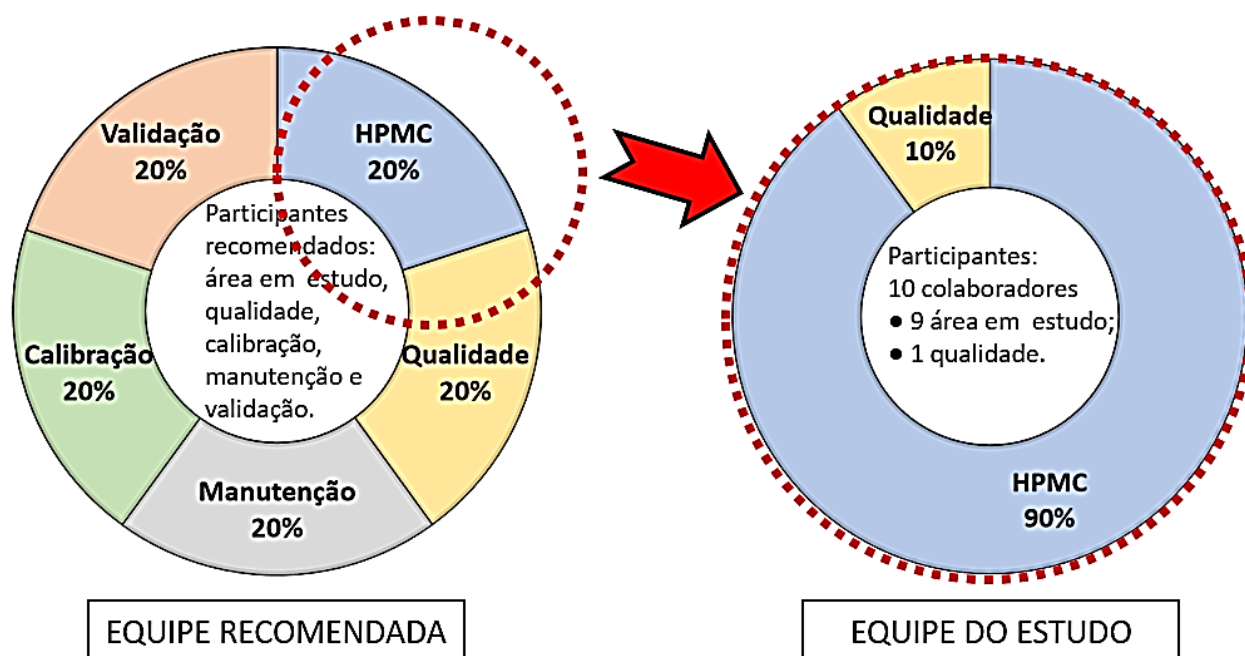 Validação
20%
HPMC
20%
Participantes
recomendados:
área em estudo,
qualidade,
calibração,
manutenção e
validação.
Calibração
20%
Qualidade
20%
Manutenção
20%
EQUIPE RECOMENDADA
Qualidade
10%
Participantes:
10 colaboradores
● 9 área em estudo;
● 1 qualidade.
HPMC
90%
EQUIPE DO ESTUDO